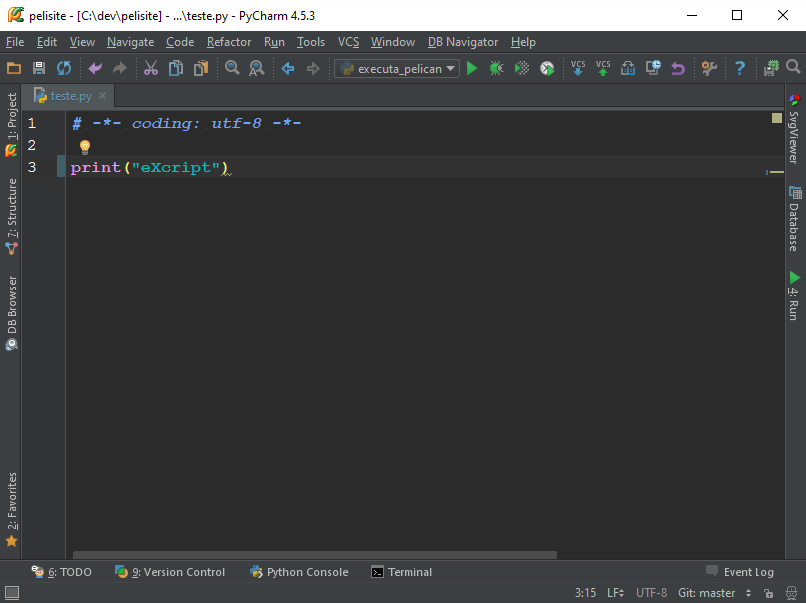 pelisite - [C:\dev\pelisite] - ...\teste.py - PyCharm 4.5.3
File Edit View Navigate Code Refactor Run Tools VCS Window DB Navigator Help
executa_pelican VCS VCS ?
teste.py
1 # -*- coding: utf-8 -*-
2
3 print("eXcript")
1: Project
7: Structure
DB Browser
2: Favorites
SvgViewer
Database
4: Run
6: TODO 9: Version Control Python Console Terminal Event Log
3:15 LF UTF-8 Git: master